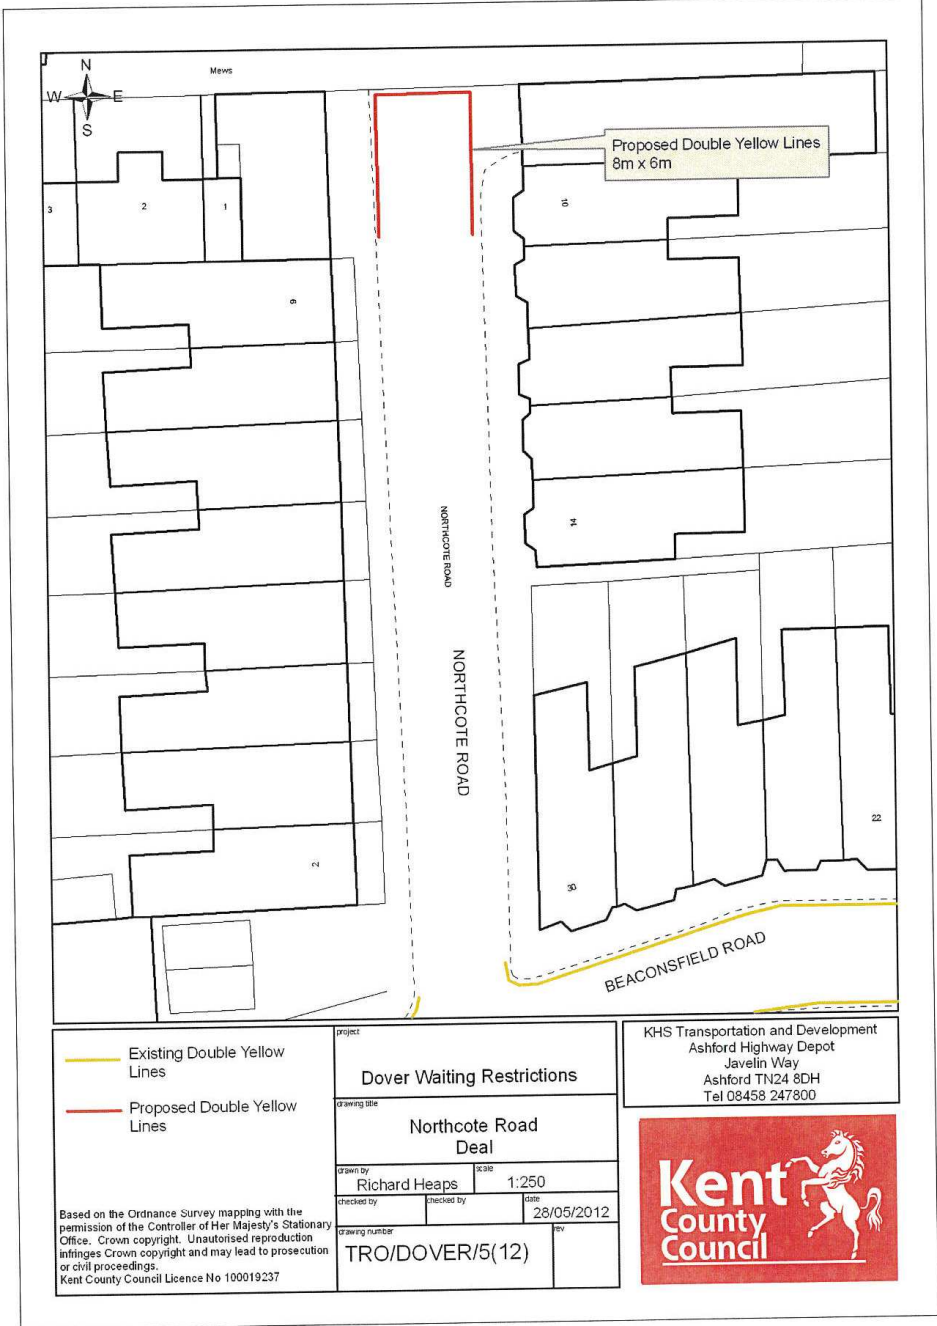 N
W E
S
Mews
Proposed Double Yellow Lines
8m x 6m
3
2
1
10
9
14
NORTHCOTE ROAD
NORTHCOTE ROAD
22
2
30
BEACONSFIELD ROAD
Existing Double Yellow
Lines
Proposed Double Yellow
Lines
Based on the Ordnance Survey mapping with the
permission of the Controller of Her Majesty's Stationary
Office. Crown copyright. Unautorised reproduction
infringes Crown copyright and may lead to prosecution
or civil proceedings.
Kent County Council Licence No 100019237
project
Dover Waiting Restrictions
drawing title
Northcote Road
Deal
drawn by
Richard Heaps
scale
1:250
checked by
checked by
date
28/05/2012
drawing number
TRO/DOVER/5(12)
rev
KHS Transportation and Development
Ashford Highway Depot
Javelin Way
Ashford TN24 8DH
Tel 08458 247800
Kent
County
Council